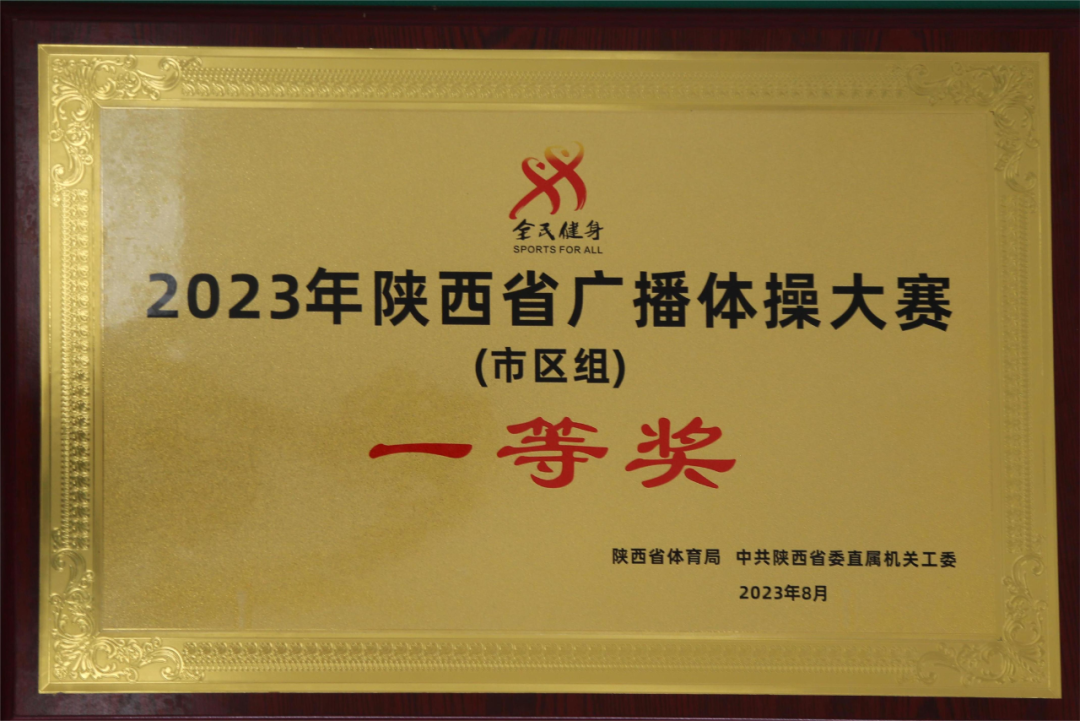 全民健身
SPORTS FOR ALL
2023年陕西省广播体操大赛
(市区组)
一等奖
陕西省体育局 中共陕西省委直属机关工委
2023年8月